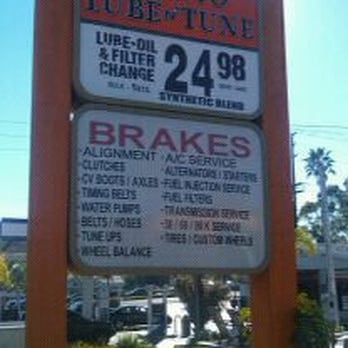 LUBE n' TUNE
LUBE-OIL
& FILTER
CHANGE
24 98
SYNTHETIC BLEND
BRAKES
· ALIGNMENT · A/C SERVICE
· CLUTCHES · ALTERNATORS / STARTERS
· CV BOOTS / AXLES · FUEL INJECTION SERVICE
· TIMING BELTS · FUEL FILTERS
· WATER PUMPS · TRANSMISSION SERVICE
· BELTS / HOSES · 30 / 60 / 90 K SERVICE
· TUNE UPS · TIRES / CUSTOM WHEELS
· WHEEL BALANCE